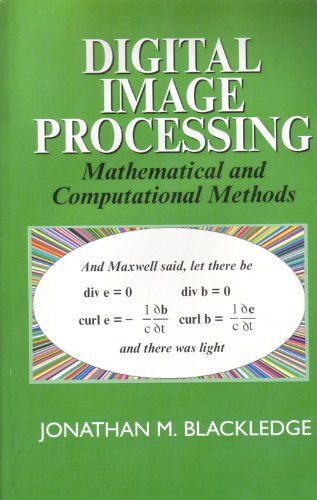 DIGITAL
IMAGE
PROCESSING
Mathematical and
Computational Methods
And Maxwell said, let there be
div e = 0 div b = 0
curl e = − 1/c ∂b/∂t curl b = 1/c ∂e/∂t
and there was light
JONATHAN M. BLACKLEDGE